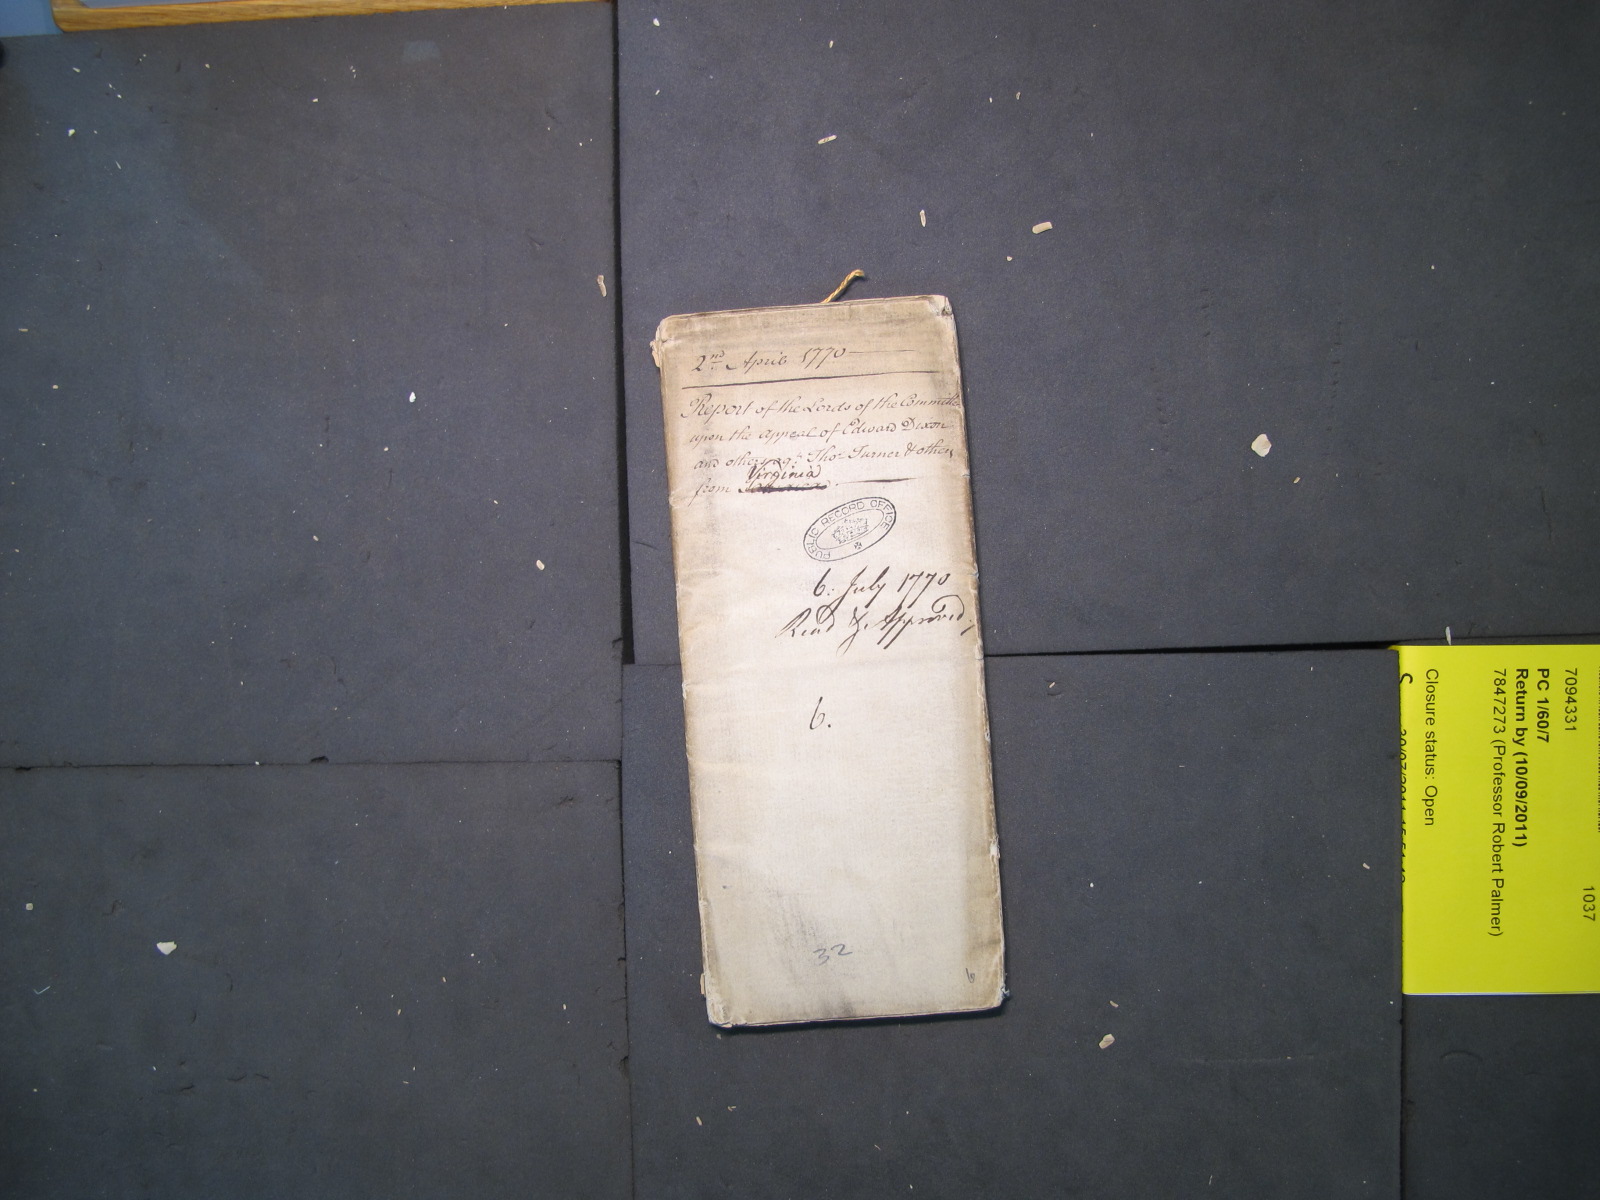 2nd April 1770
Report of the Lords of the Committee
upon the Appeal of Edward Dixon
and others agt. Thos Turner & others
Virginia
from Jamaica.
PUBLIC RECORD OFFICE
6. July 1770
Read & Approved,
6.
32
6
1037
7094331
PC 1/60/7
Return by (10/09/2011)
7847273 (Professor Robert Palmer)
Closure status: Open